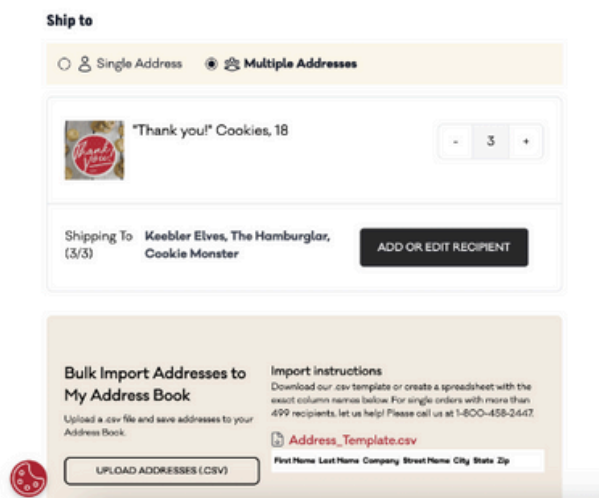 Ship to
Single Address
Multiple Addresses
Thank you!
"Thank you!" Cookies, 18
- 3 +
Shipping To
(3/3)
Keebler Elves, The Hamburglar,
Cookie Monster
ADD OR EDIT RECIPIENT
Bulk Import Addresses to
My Address Book
Upload a .csv file and save addresses to your
Address Book.
UPLOAD ADDRESSES (.CSV)
Import instructions
Download our .csv template or create a spreadsheet with the
exact column names below. For single orders with more than
499 recipients, let us help! Please call us at 1-800-458-2447.
Address_Template.csv
First Name Last Name Company Street Name City State Zip